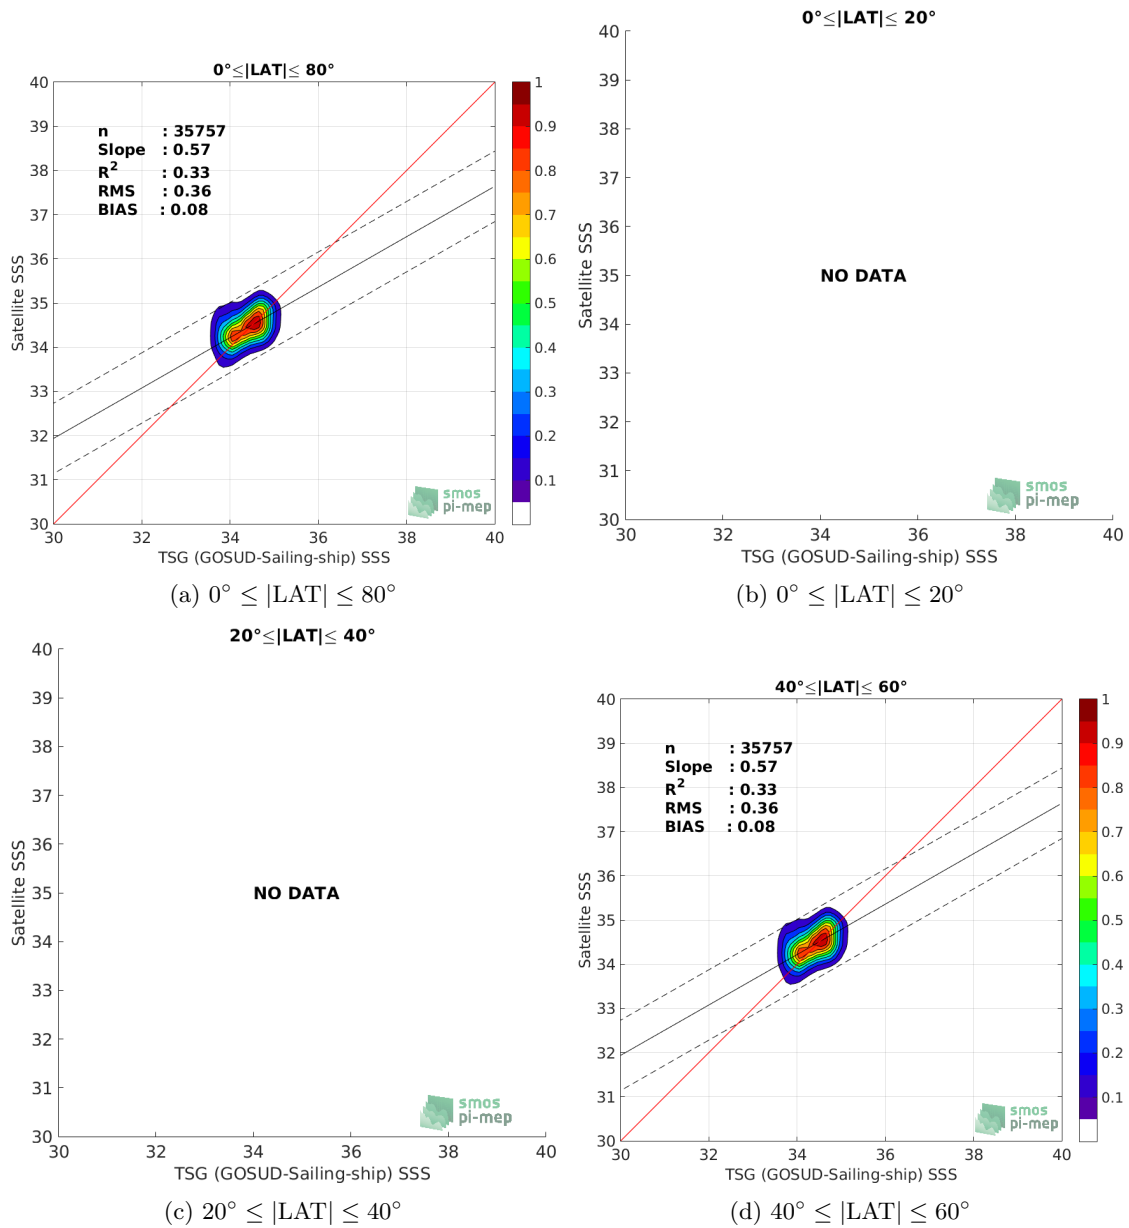 0°≤|LAT|≤ 80°
40
39
38
37
36
35
34
33
32
31
30
Satellite SSS
n : 35757
Slope : 0.57
R² : 0.33
RMS : 0.36
BIAS : 0.08
1
0.9
0.8
0.7
0.6
0.5
0.4
0.3
0.2
0.1
smos
pi-mep
30 32 34 36 38 40
TSG (GOSUD-Sailing-ship) SSS
(a) 0° ≤ |LAT| ≤ 80°
0°≤|LAT|≤ 20°
40
39
38
37
36
35
34
33
32
31
30
Satellite SSS
NO DATA
smos
pi-mep
30 32 34 36 38 40
TSG (GOSUD-Sailing-ship) SSS
(b) 0° ≤ |LAT| ≤ 20°
20°≤|LAT|≤ 40°
40
39
38
37
36
35
34
33
32
31
30
Satellite SSS
NO DATA
smos
pi-mep
30 32 34 36 38 40
TSG (GOSUD-Sailing-ship) SSS
(c) 20° ≤ |LAT| ≤ 40°
40°≤|LAT|≤ 60°
40
39
38
37
36
35
34
33
32
31
30
Satellite SSS
n : 35757
Slope : 0.57
R² : 0.33
RMS : 0.36
BIAS : 0.08
1
0.9
0.8
0.7
0.6
0.5
0.4
0.3
0.2
0.1
smos
pi-mep
30 32 34 36 38 40
TSG (GOSUD-Sailing-ship) SSS
(d) 40° ≤ |LAT| ≤ 60°